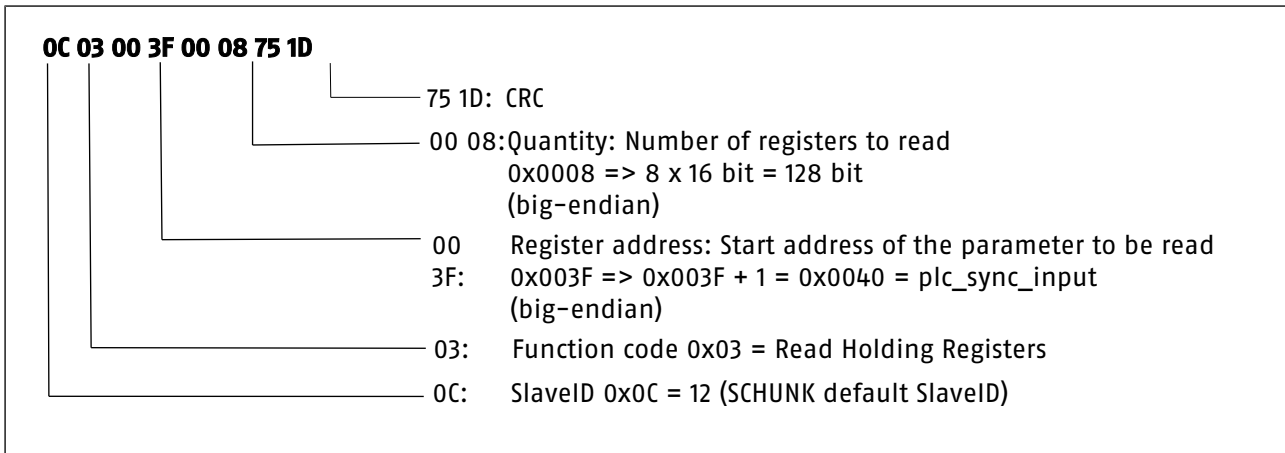 0C 03 00 3F 00 08 75 1D
75 1D: CRC
00 08:Quantity: Number of registers to read
0x0008 => 8 x 16 bit = 128 bit
(big-endian)
00 Register address: Start address of the parameter to be read
3F: 0x003F => 0x003F + 1 = 0x0040 = plc_sync_input
(big-endian)
03: Function code 0x03 = Read Holding Registers
0C: SlaveID 0x0C = 12 (SCHUNK default SlaveID)